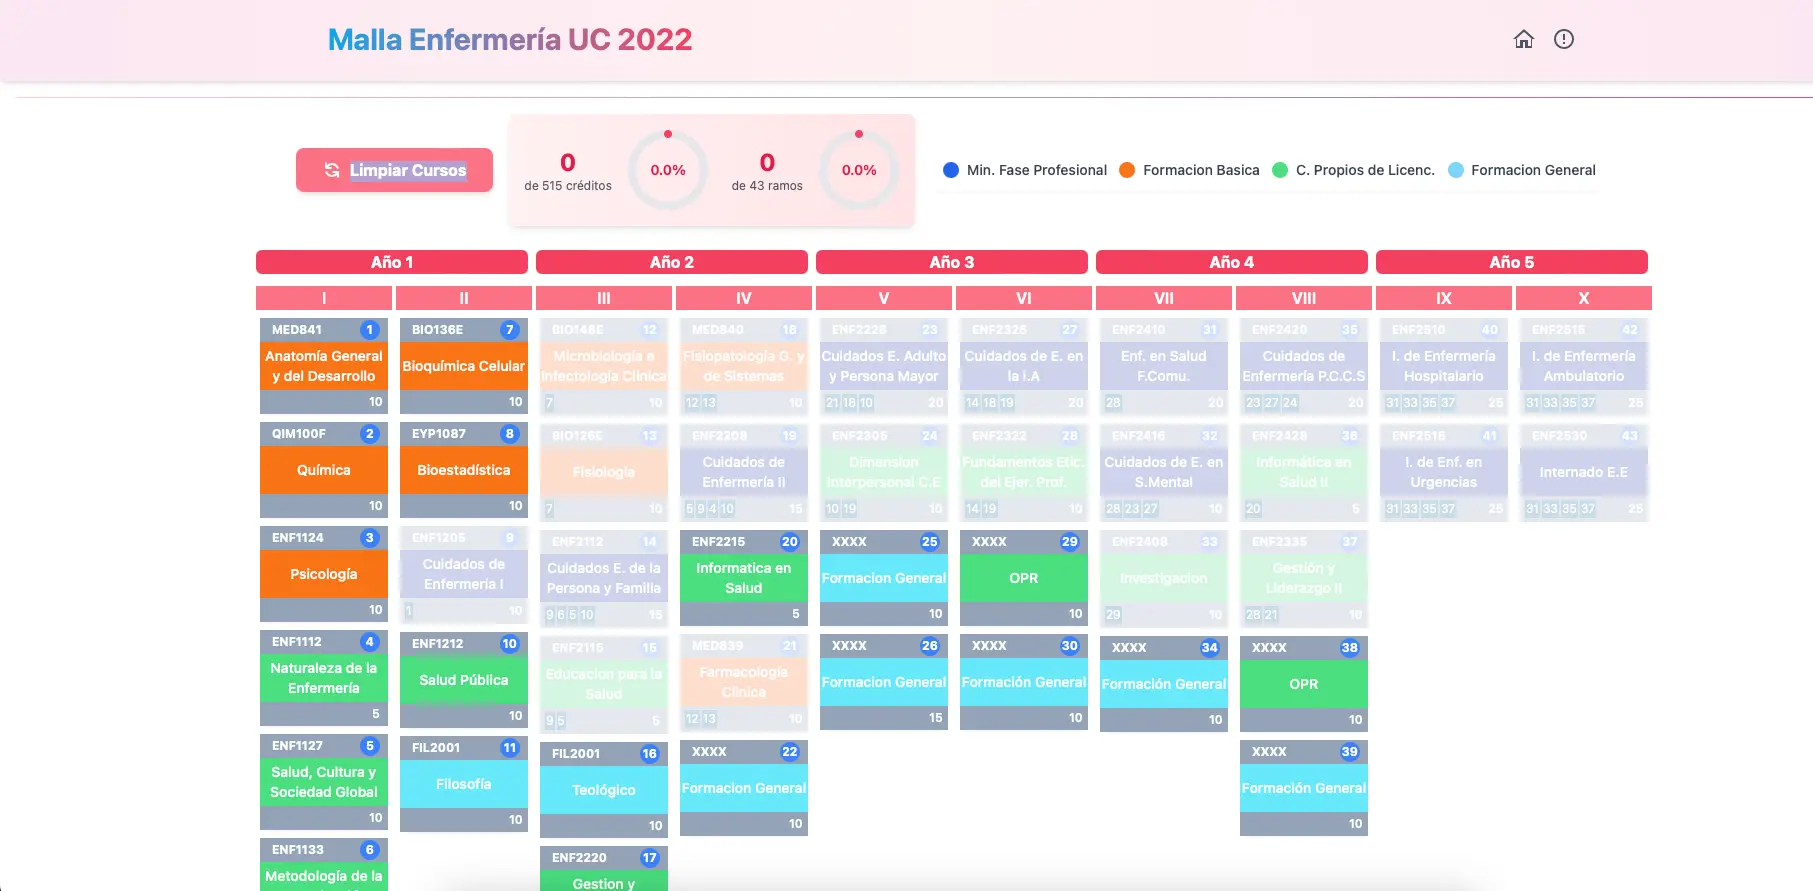 Malla Enfermería UC 2022
Limpiar Cursos
0
de 515 créditos
0.0%
0
de 43 ramos
0.0%
Min. Fase Profesional
Formacion Basica
C. Propios de Licenc.
Formacion General
Año 1
Año 2
Año 3
Año 4
Año 5
I
II
III
IV
V
VI
VII
VIII
IX
X
MED841 1
Anatomía General
y del Desarrollo
10
QIM100F 2
Química
10
ENF1124 3
Psicología
10
ENF1112 4
Naturaleza de la
Enfermería
5
ENF1127 5
Salud, Cultura y
Sociedad Global
10
ENF1133 6
Metodología de la
BIO136E 7
Bioquímica Celular
10
EYP1087 8
Bioestadística
10
ENF1205 9
Cuidados de
Enfermería I
1 10
ENF1212 10
Salud Pública
10
FIL2001 11
Filosofía
10
BIO146E 12
Microbiología e
Infectología Clinica
7 10
BIO126E 13
Fisiología
7 10
ENF2112 14
Cuidados E. de la
Persona y Familia
9 6 5 10 15
ENF2115 15
Educacion para la
Salud
9 5 5
FIL2001 16
Teológico
10
ENF2220 17
Gestion y
MED840 18
Fisiopatología G. y
de Sistemas
12 13 10
ENF2208 19
Cuidados de
Enfermería II
5 9 4 10 15
ENF2215 20
Informatica en
Salud
5
MED839 21
Farmacologia
Clinica
12 13 10
XXXX 22
Formacion General
10
ENF2226 23
Cuidados E. Adulto
y Persona Mayor
21 18 10 20
ENF2305 24
Dimension
Interpersonal C.E
10 19 10
XXXX 25
Formacion General
10
XXXX 26
Formacion General
15
ENF2325 27
Cuidados de E. en
la I.A
14 18 19 20
ENF2322 28
Fundamentos Etic.
del Ejer. Prof.
14 19 10
XXXX 29
OPR
10
XXXX 30
Formación General
10
ENF2410 31
Enf. en Salud
F.Comu.
28 20
ENF2416 32
Cuidados de E. en
S.Mental
28 23 27 10
ENF2408 33
Investigacion
29 10
XXXX 34
Formación General
10
ENF2420 35
Cuidados de
Enfermería P.C.C.S
23 27 24 20
ENF2428 36
Informática en
Salud II
20 5
ENF2335 37
Gestión y
Liderazgo II
28 21 10
XXXX 38
OPR
10
XXXX 39
Formación General
10
ENF2510 40
I. de Enfermería
Hospitalario
31 33 35 37 25
ENF2518 41
I. de Enf. en
Urgencias
31 33 35 37 25
ENF2515 42
I. de Enfermería
Ambulatorio
31 33 35 37 25
ENF2530 43
Internado E.E
31 33 35 37 25